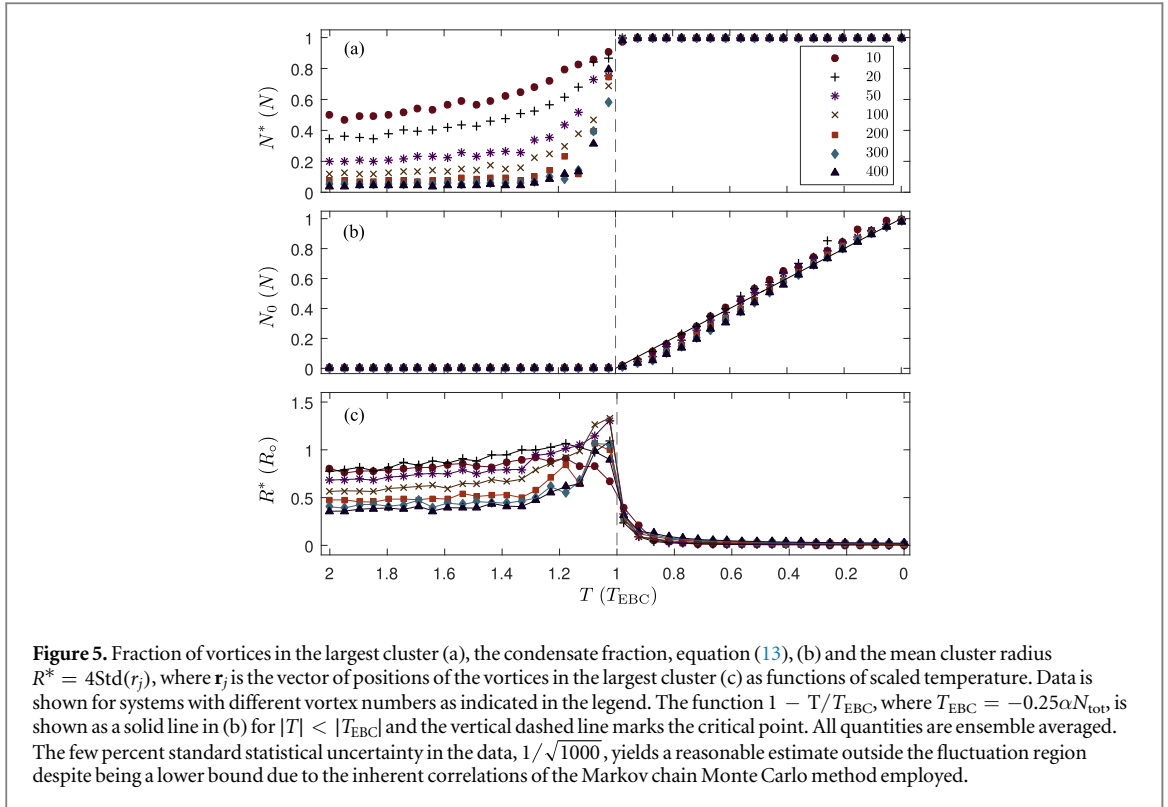 (a)
1
0.8
0.6
0.4
0.2
0
N* (N)
10
20
50
100
200
300
400
(b)
1
0.8
0.6
0.4
0.2
0
N₀ (N)
(c)
1.5
1
0.5
0
R* (R∘)
2 1.8 1.6 1.4 1.2 1 0.8 0.6 0.4 0.2 0
T (T_EBC)
Figure 5. Fraction of vortices in the largest cluster (a), the condensate fraction, equation (13), (b) and the mean cluster radius
R* = 4Std(r_j), where r_j is the vector of positions of the vortices in the largest cluster (c) as functions of scaled temperature. Data is
shown for systems with different vortex numbers as indicated in the legend. The function 1 − T/T_EBC, where T_EBC = −0.25αN_tot, is
shown as a solid line in (b) for |T| < |T_EBC| and the vertical dashed line marks the critical point. All quantities are ensemble averaged.
The few percent standard statistical uncertainty in the data, 1/√1000, yields a reasonable estimate outside the fluctuation region
despite being a lower bound due to the inherent correlations of the Markov chain Monte Carlo method employed.